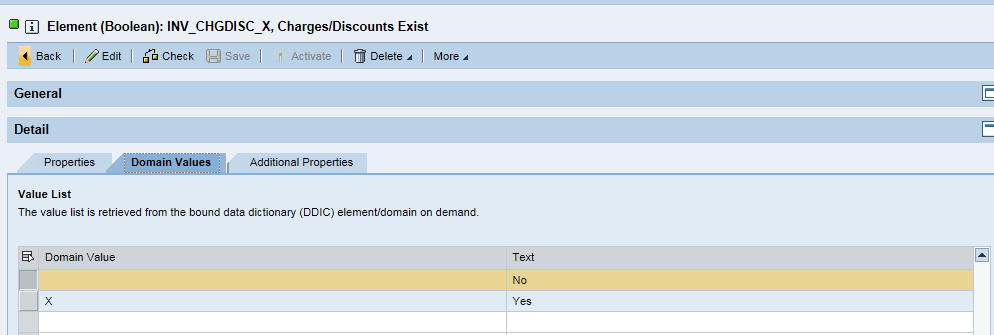 Element (Boolean): INV_CHGDISC_X, Charges/Discounts Exist
Back Edit Check Save Activate Delete More
General
Detail
Properties Domain Values Additional Properties
Value List
The value list is retrieved from the bound data dictionary (DDIC) element/domain on demand.
Domain Value Text
No
X Yes